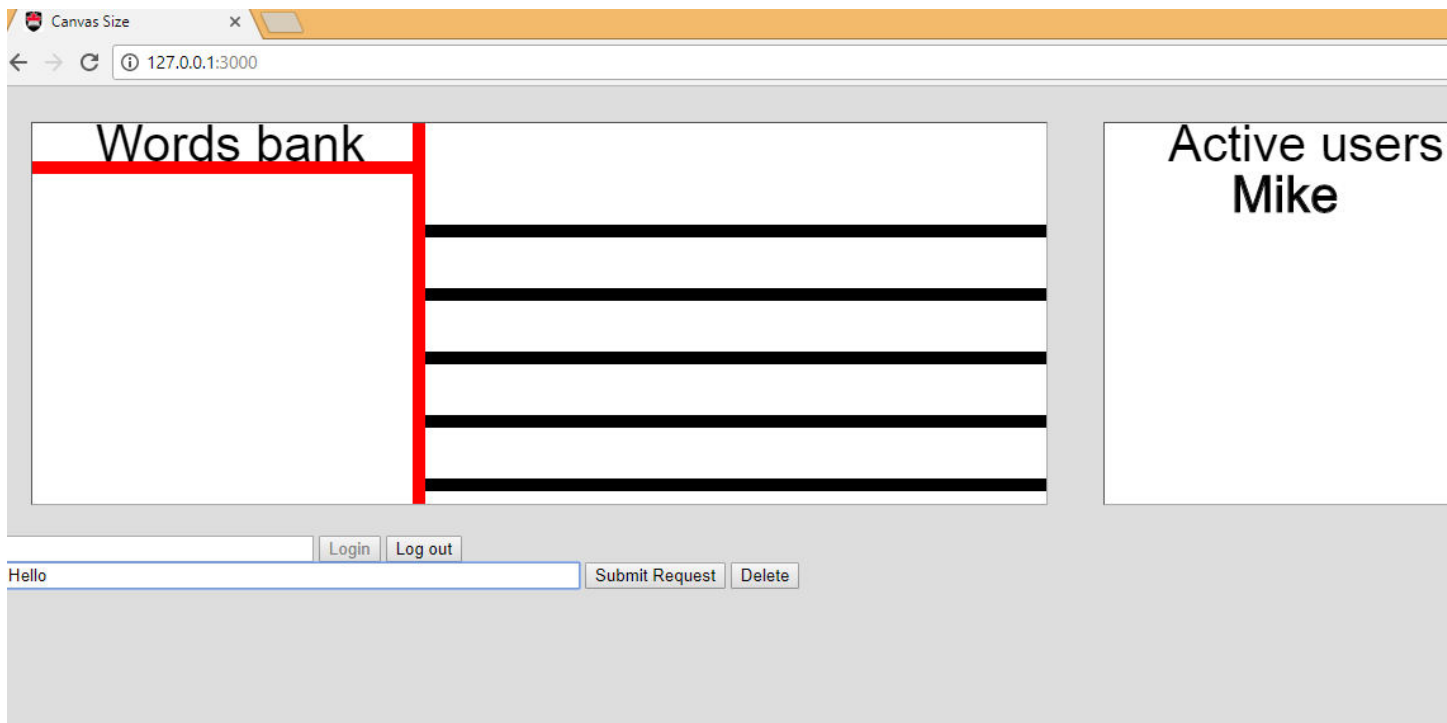 Canvas Size
127.0.0.1:3000
Words bank
Active users
Mike
Login Log out
Hello Submit Request Delete